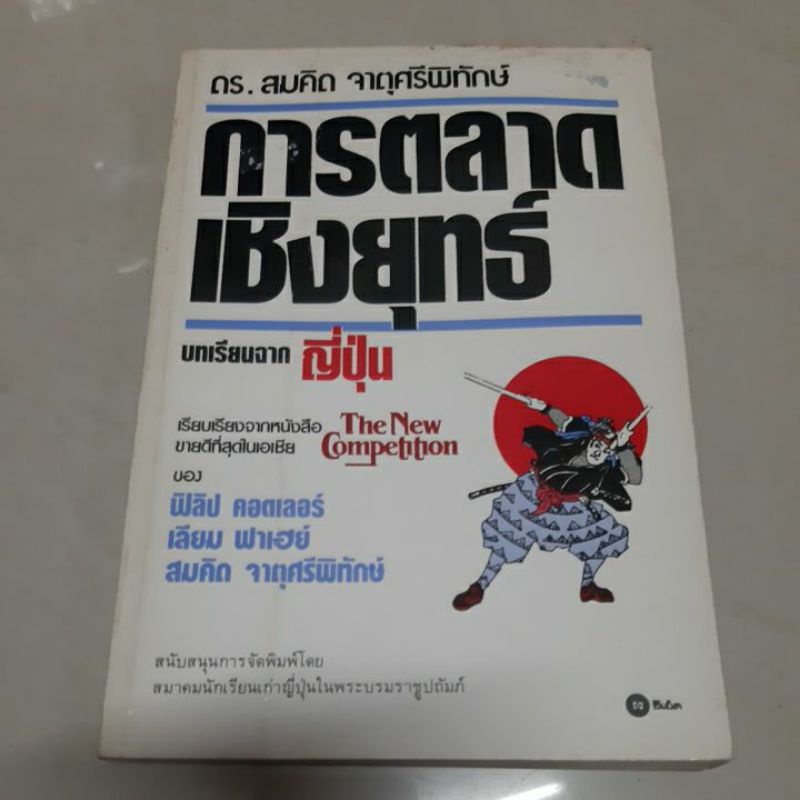 ดร. สมคิด จาตุศรีพิทักษ์
การตลาด
เชิงยุทธ์
บทเรียนจาก ญี่ปุ่น
เรียบเรียงจากหนังสือ
ขายดีที่สุดในเอเชีย
The New
Competition
ของ
ฟิลิป คอตเลอร์
เลียม ฟาเฮย์
สมคิด จาตุศรีพิทักษ์
สนับสนุนการจัดพิมพ์โดย
สมาคมนักเรียนเก่าญี่ปุ่นในพระบรมราชูปถัมภ์
ซีเอ็ด